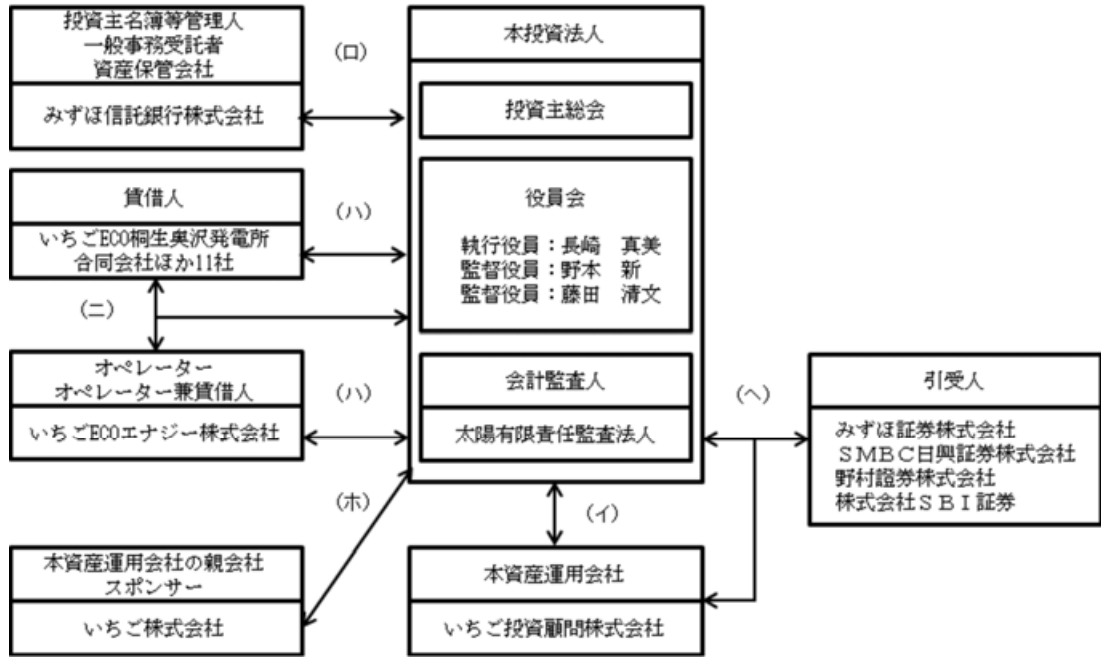 投資主名簿等管理人
一般事務受託者
資産保管会社
みずほ信託銀行株式会社
(ロ)
賃借人
いちごECO桐生奥沢発電所
合同会社ほか11社
(ハ)
(ニ)
オペレーター
オペレーター兼賃借人
いちごECOエナジー株式会社
(ハ)
(ホ)
本資産運用会社の親会社
スポンサー
いちご株式会社
本投資法人
投資主総会
役員会
執行役員：長崎　真美
監督役員：野本　新
監督役員：藤田　清文
会計監査人
太陽有限責任監査法人
(イ)
本資産運用会社
いちご投資顧問株式会社
(ヘ)
引受人
みずほ証券株式会社
ＳＭＢＣ日興証券株式会社
野村證券株式会社
株式会社ＳＢＩ証券